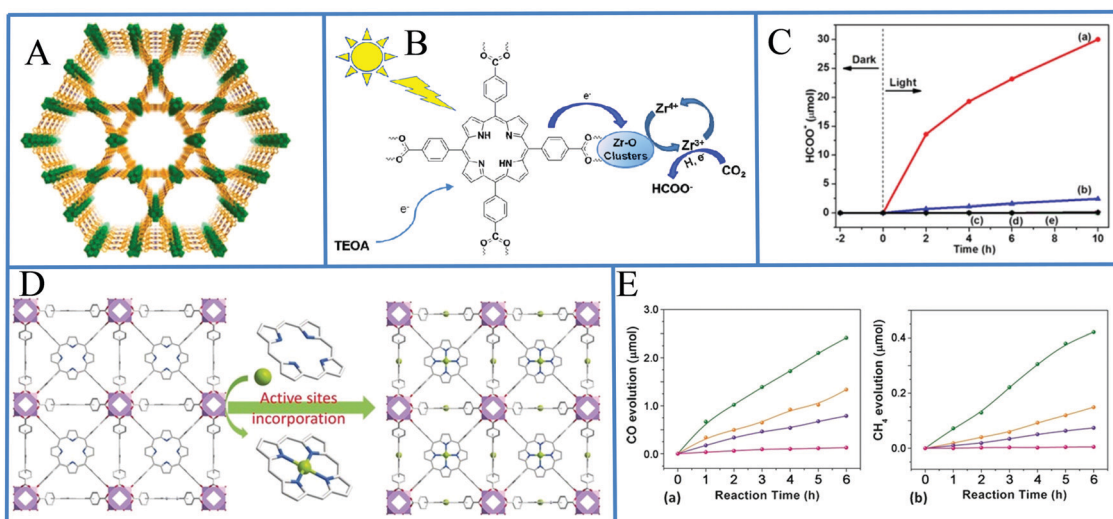 A
B
C
O
C
O
O
C
O
O
C
O
O
C
O
NH
N
N
HN
e-
TEOA
e-
Zr-O
Clusters
Zr4+
Zr3+
H, e-
CO2
HCOO-
HCOO- (μmol)
30
25
20
15
10
5
0
Dark
Light
(a)
(b)
(c)
(d)
(e)
-2
0
2
4
6
8
10
Time (h)
D
Active sites
incorporation
E
CO evolution (μmol)
3.0
2.0
1.0
0.0
0
1
2
3
4
5
6
(a)
Reaction Time (h)
CH4 evolution (μmol)
0.4
0.2
0.0
0
1
2
3
4
5
6
(b)
Reaction Time (h)